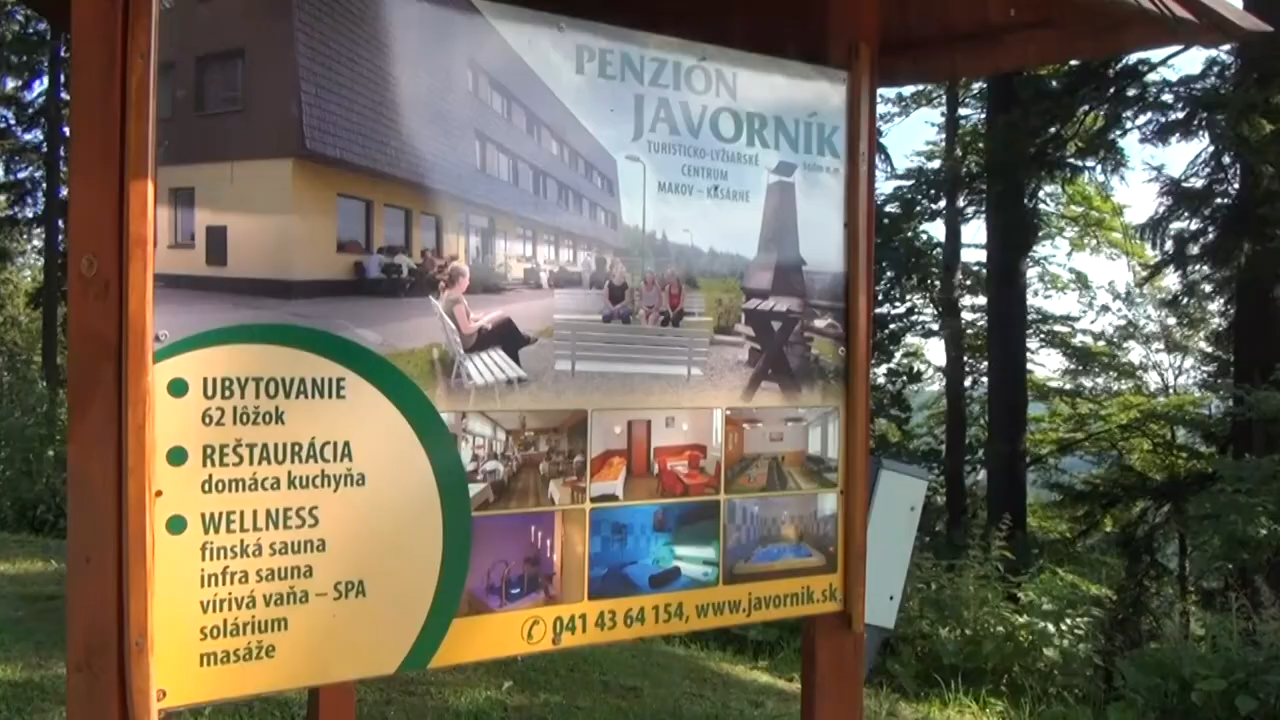 PENZIÓN
JAVORNÍK
TURISTICKO-LYŽIARSKE
CENTRUM
MAKOV – KASÁRNE
UBYTOVANIE
62 lôžok
REŠTAURÁCIA
domáca kuchyňa
WELLNESS
finská sauna
infra sauna
vírivá vaňa – SPA
solárium
masáže
041 43 64 154, www.javornik.sk